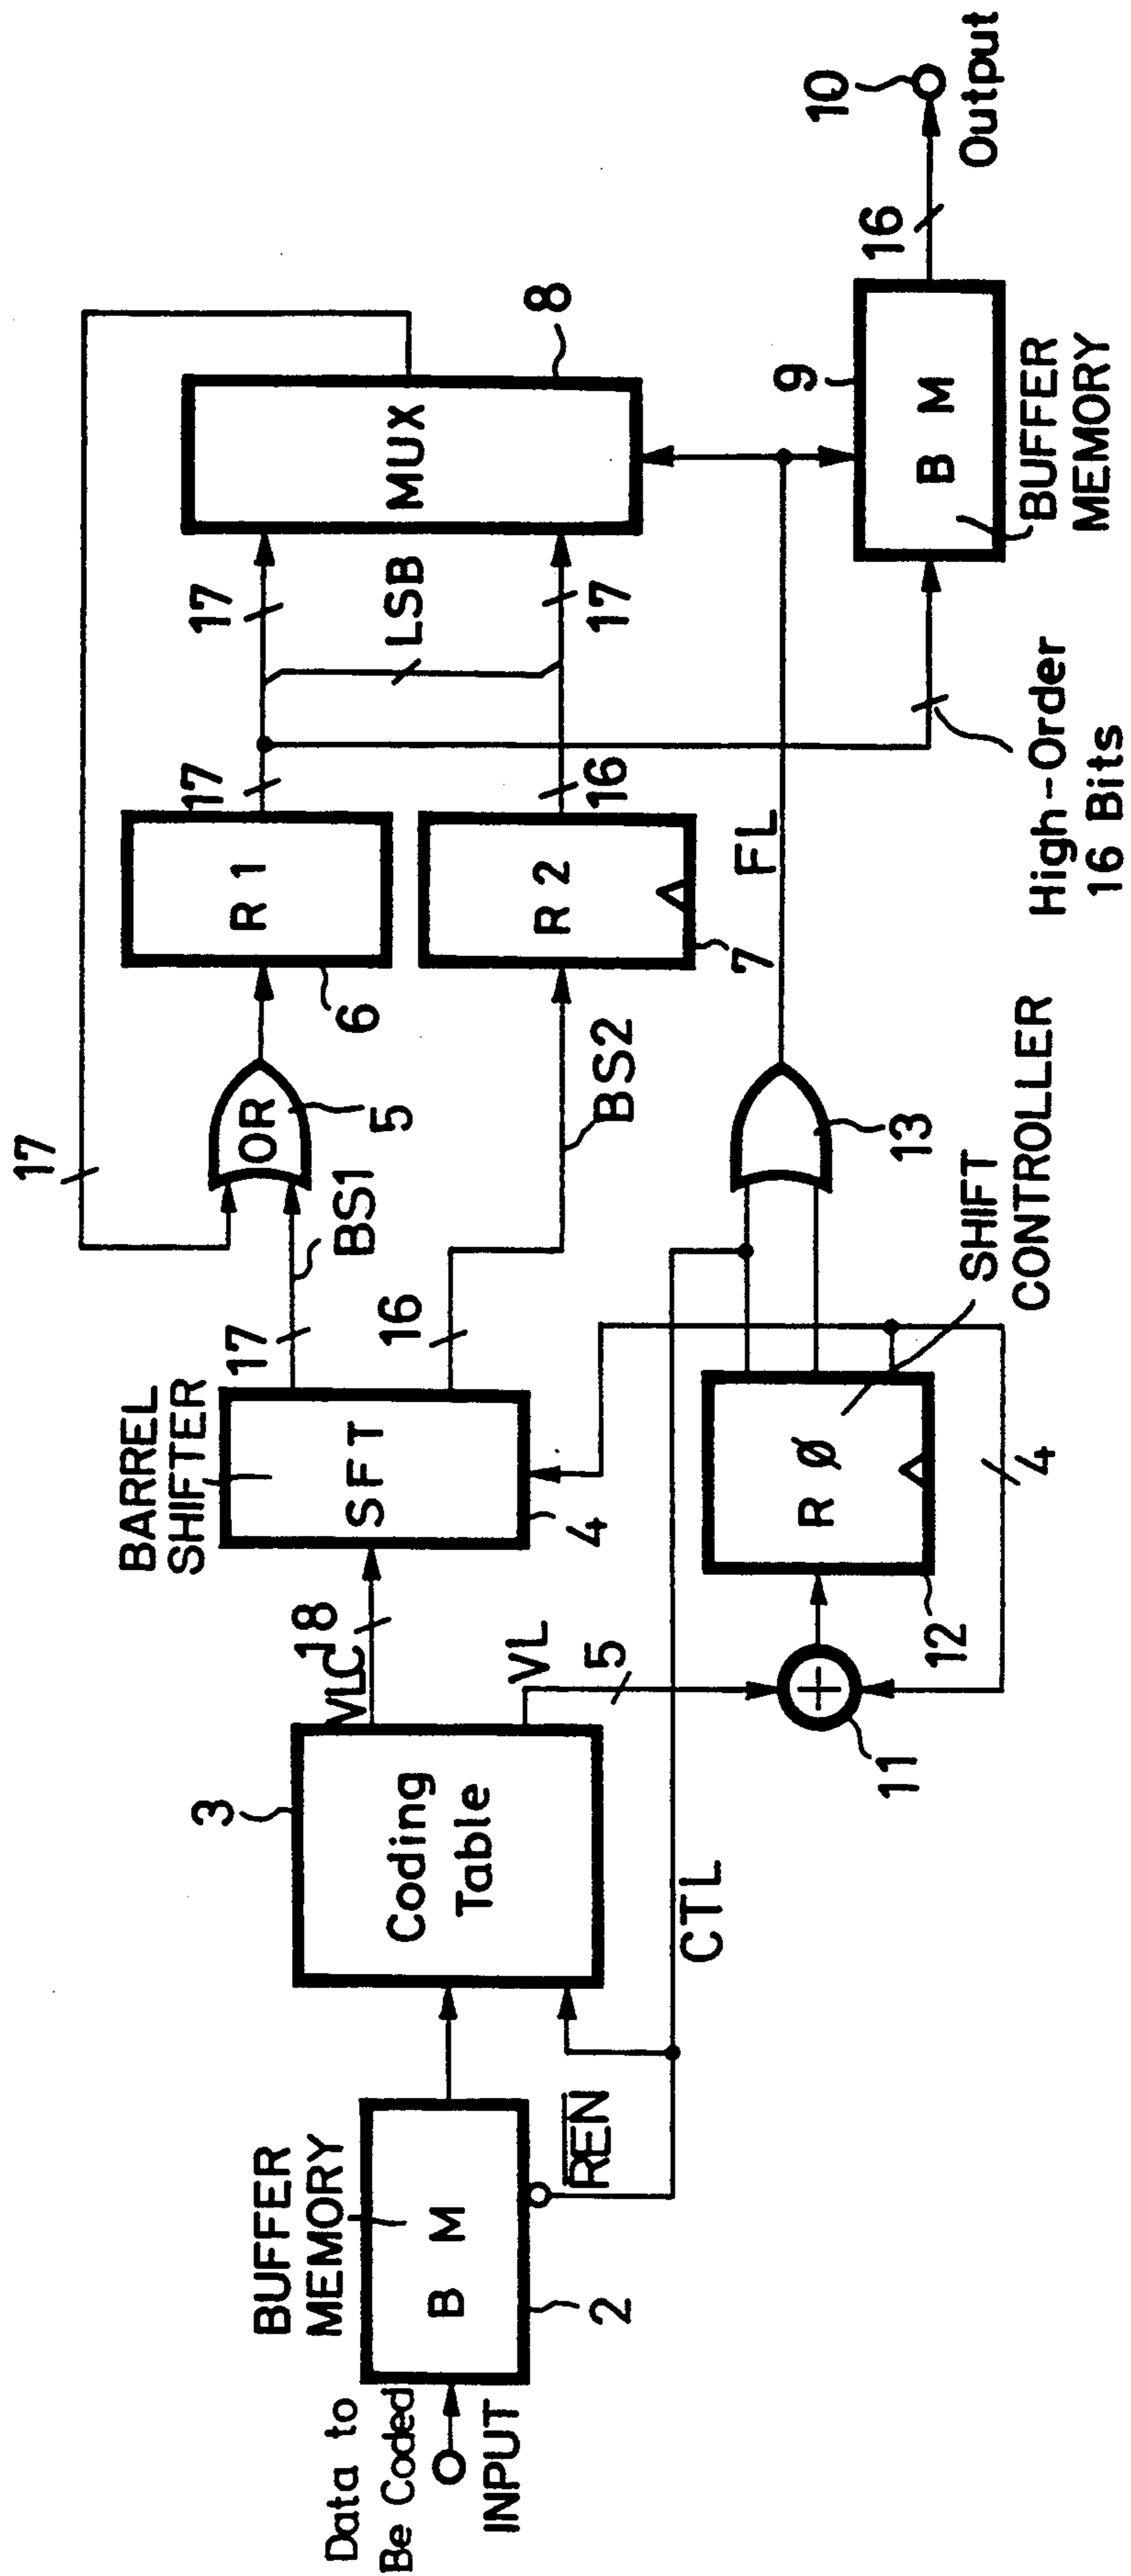 Data to
Be Coded
INPUT
BUFFER
MEMORY
B M
2
REN
CTL
3
Coding
Table
VLC
18
VL
5
11
12
BARREL
SHIFTER
SFT
4
R Ø
4
SHIFT
CONTROLLER
17
BS1
16
BS2
17
OR
5
13
FL
6
R 1
R 2
7
17
16
17
LSB
17
MUX
8
High-Order
16 Bits
9
B M
BUFFER
MEMORY
16
10
Output